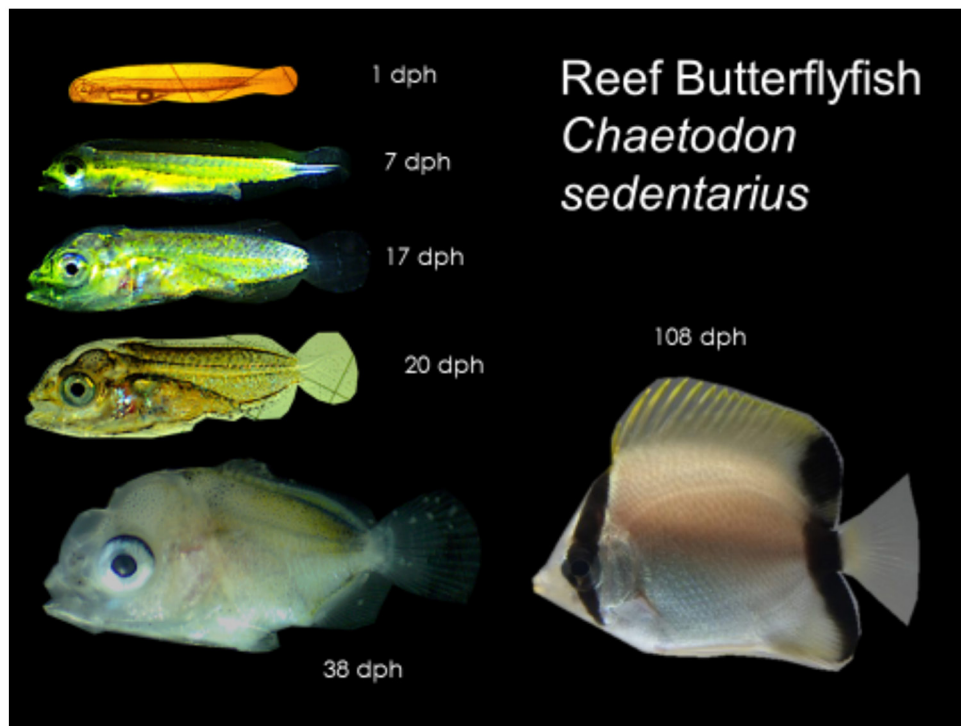 1 dph
Reef Butterflyfish
Chaetodon
sedentarius
7 dph
17 dph
20 dph
108 dph
38 dph